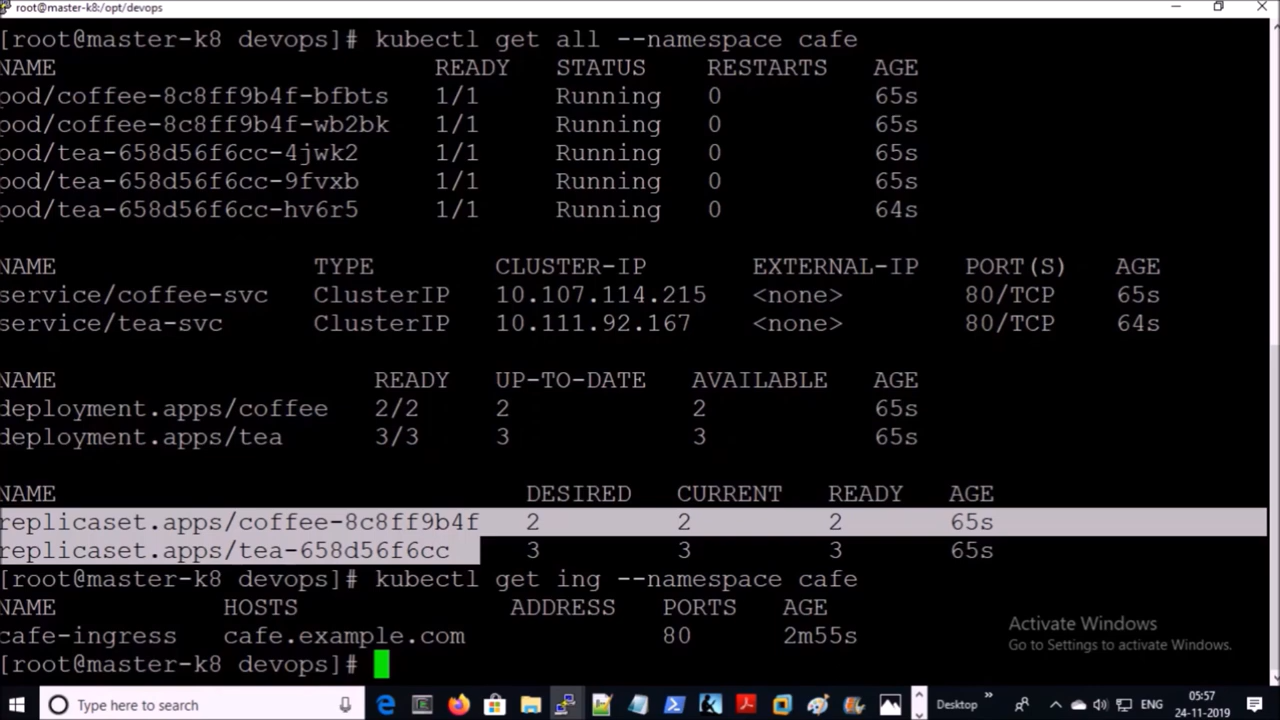 root@master-k8:/opt/devops
[root@master-k8 devops]# kubectl get all --namespace cafe
NAME READY STATUS RESTARTS AGE
pod/coffee-8c8ff9b4f-bfbts 1/1 Running 0 65s
pod/coffee-8c8ff9b4f-wb2bk 1/1 Running 0 65s
pod/tea-658d56f6cc-4jwk2 1/1 Running 0 65s
pod/tea-658d56f6cc-9fvxb 1/1 Running 0 65s
pod/tea-658d56f6cc-hv6r5 1/1 Running 0 64s
NAME TYPE CLUSTER-IP EXTERNAL-IP PORT(S) AGE
service/coffee-svc ClusterIP 10.107.114.215 <none> 80/TCP 65s
service/tea-svc ClusterIP 10.111.92.167 <none> 80/TCP 64s
NAME READY UP-TO-DATE AVAILABLE AGE
deployment.apps/coffee 2/2 2 2 65s
deployment.apps/tea 3/3 3 3 65s
NAME DESIRED CURRENT READY AGE
replicaset.apps/coffee-8c8ff9b4f 2 2 2 65s
replicaset.apps/tea-658d56f6cc 3 3 3 65s
[root@master-k8 devops]# kubectl get ing --namespace cafe
NAME HOSTS ADDRESS PORTS AGE
cafe-ingress cafe.example.com 80 2m55s
[root@master-k8 devops]#
Activate Windows
Go to Settings to activate Windows.
Type here to search
Desktop
ENG
05:57
24-11-2019